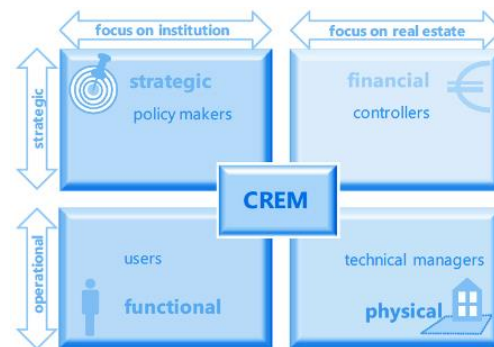 focus on institution
focus on real estate
strategic
strategic
policy makers
financial
controllers
CREM
operational
users
functional
technical managers
physical